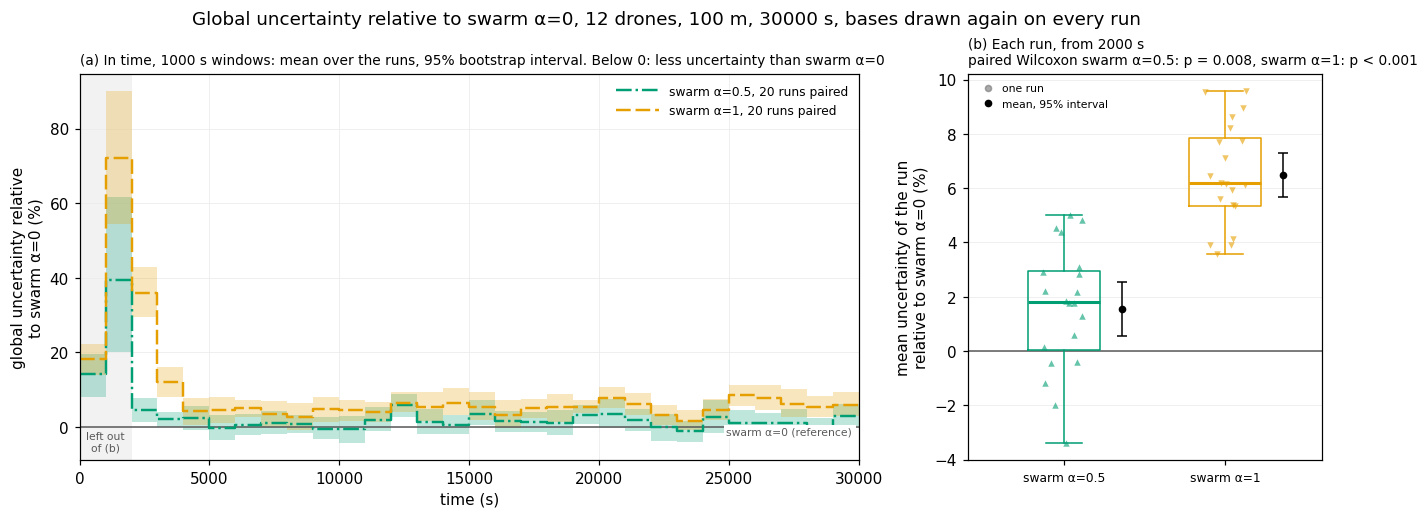 Global uncertainty relative to swarm α=0, 12 drones, 100 m, 30000 s, bases drawn again on every run
(a) In time, 1000 s windows: mean over the runs, 95% bootstrap interval. Below 0: less uncertainty than swarm α=0
global uncertainty relative
to swarm α=0 (%)
80
60
40
20
0
swarm α=0.5, 20 runs paired
swarm α=1, 20 runs paired
left out
of (b)
swarm α=0 (reference)
0
5000
10000
15000
20000
25000
30000
time (s)
(b) Each run, from 2000 s
paired Wilcoxon swarm α=0.5: p = 0.008, swarm α=1: p < 0.001
mean uncertainty of the run
relative to swarm α=0 (%)
10
8
6
4
2
0
−2
−4
one run
mean, 95% interval
swarm α=0.5
swarm α=1